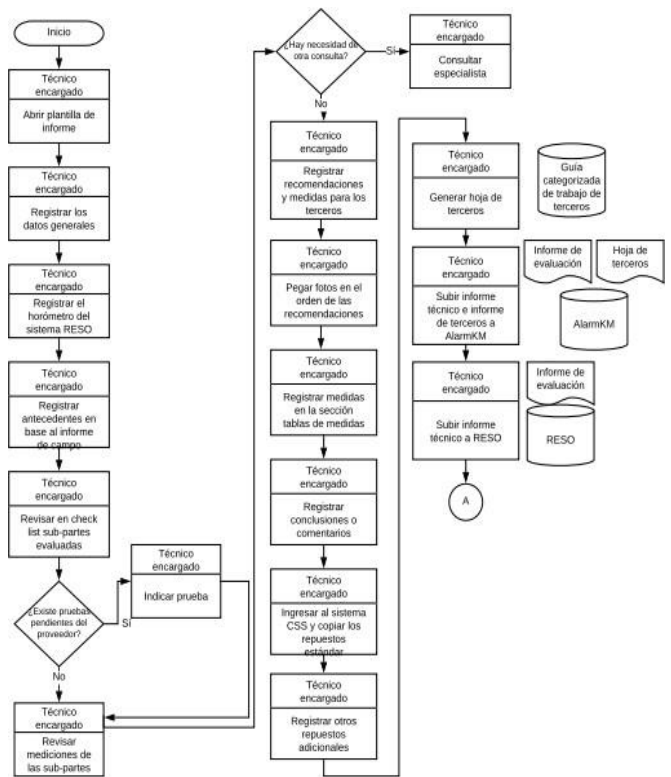 Inicio
Técnico
encargado
Abrir plantilla de
informe
Técnico
encargado
Registrar los
datos generales
Técnico
encargado
Registrar el
horómetro del
sistema RESO
Técnico
encargado
Registrar
antecedentes en
base al informe
de campo
Técnico
encargado
Revisar en check
list sub-partes
evaluadas
¿Existe pruebas
pendientes del
proveedor?
Sí
Técnico
encargado
Indicar prueba
No
Técnico
encargado
Revisar
mediciones de
las sub-partes
¿Hay necesidad de
otra consulta?
Sí
Técnico
encargado
Consultar
especialista
No
Técnico
encargado
Registrar
recomendaciones
y medidas para los
terceros
Técnico
encargado
Pegar fotos en el
orden de las
recomendaciones
Técnico
encargado
Registrar medidas
en la sección
tablas de medidas
Técnico
encargado
Registrar
conclusiones o
comentarios
Técnico
encargado
Ingresar al sistema
CSS y copiar los
repuestos
estándar
Técnico
encargado
Registrar otros
repuestos
adicionales
Técnico
encargado
Generar hoja de
terceros
Guía
categorizada
de trabajo de
terceros
Técnico
encargado
Subir informe
técnico e informe
de terceros a
AlarmKM
Informe de
evaluación
Hoja de
terceros
AlarmKM
Técnico
encargado
Subir informe
técnico a RESO
Informe de
evaluación
RESO
A